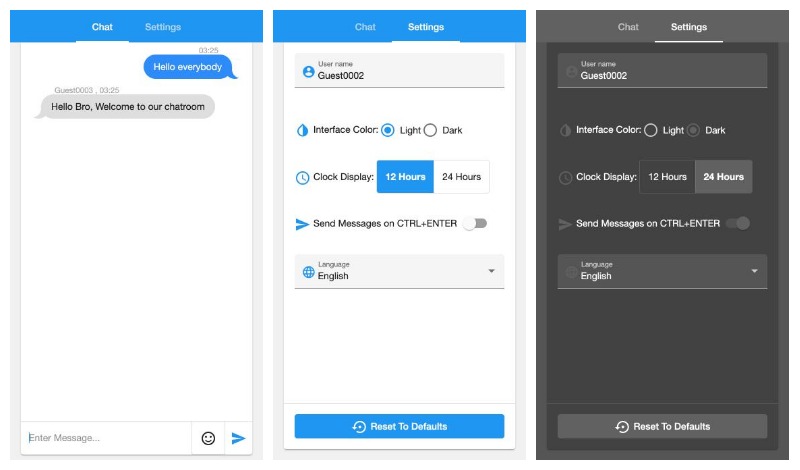 Chat Settings
03:25
Hello everybody
Guest0003 , 03:25
Hello Bro, Welcome to our chatroom
Enter Message...
Chat Settings
User name
Guest0002
Interface Color: Light Dark
Clock Display: 12 Hours 24 Hours
Send Messages on CTRL+ENTER
Language
English
Reset To Defaults
Chat Settings
User name
Guest0002
Interface Color: Light Dark
Clock Display: 12 Hours 24 Hours
Send Messages on CTRL+ENTER
Language
English
Reset To Defaults